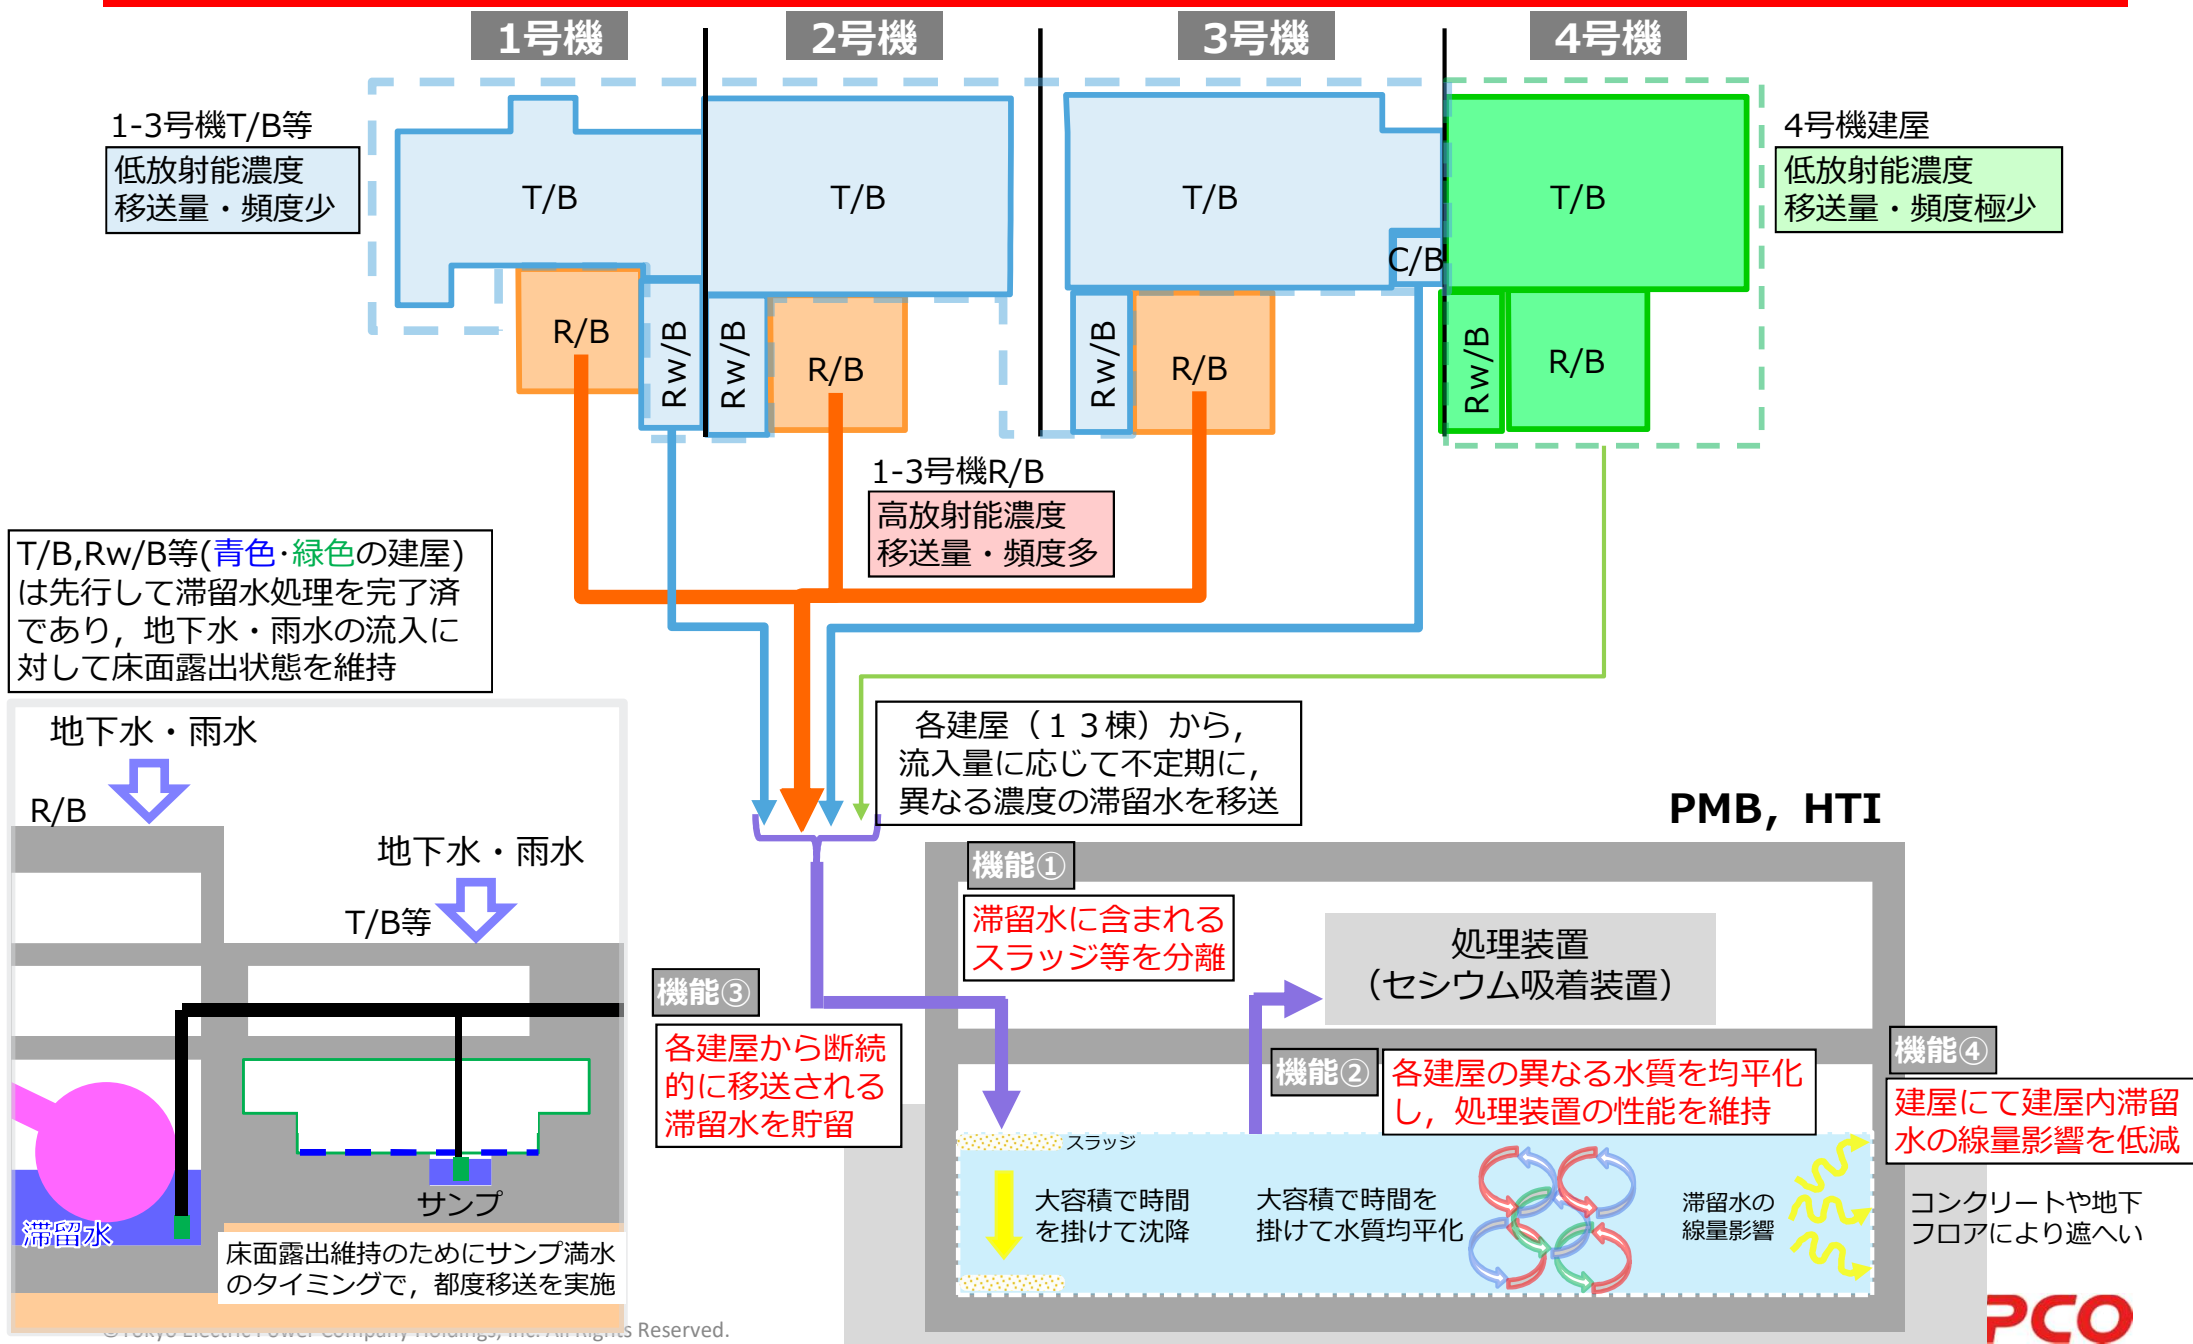 1号機
2号機
3号機
4号機
1-3号機T/B等
低放射能濃度
移送量・頻度少
T/B
T/B
T/B
C/B
T/B
4号機建屋
低放射能濃度
移送量・頻度極少
R/B
Rw/B
Rw/B
R/B
Rw/B
R/B
Rw/B
R/B
1-3号機R/B
高放射能濃度
移送量・頻度多
T/B,Rw/B等(青色･緑色の建屋)
は先行して滞留水処理を完了済
であり，地下水・雨水の流入に
対して床面露出状態を維持
各建屋（１３棟）から，
流入量に応じて不定期に，
異なる濃度の滞留水を移送
地下水・雨水
R/B
地下水・雨水
T/B等
滞留水
サンプ
床面露出維持のためにサンプ満水
のタイミングで，都度移送を実施
PMB，HTI
機能①
滞留水に含まれる
スラッジ等を分離
処理装置
（セシウム吸着装置）
機能③
各建屋から断続
的に移送される
滞留水を貯留
機能②
各建屋の異なる水質を均平化
し，処理装置の性能を維持
機能④
建屋にて建屋内滞留
水の線量影響を低減
スラッジ
大容積で時間
を掛けて沈降
大容積で時間を
掛けて水質均平化
滞留水の
線量影響
コンクリートや地下
フロアにより遮へい
©Tokyo Electric Power Company Holdings, Inc. All Rights Reserved.
PCO